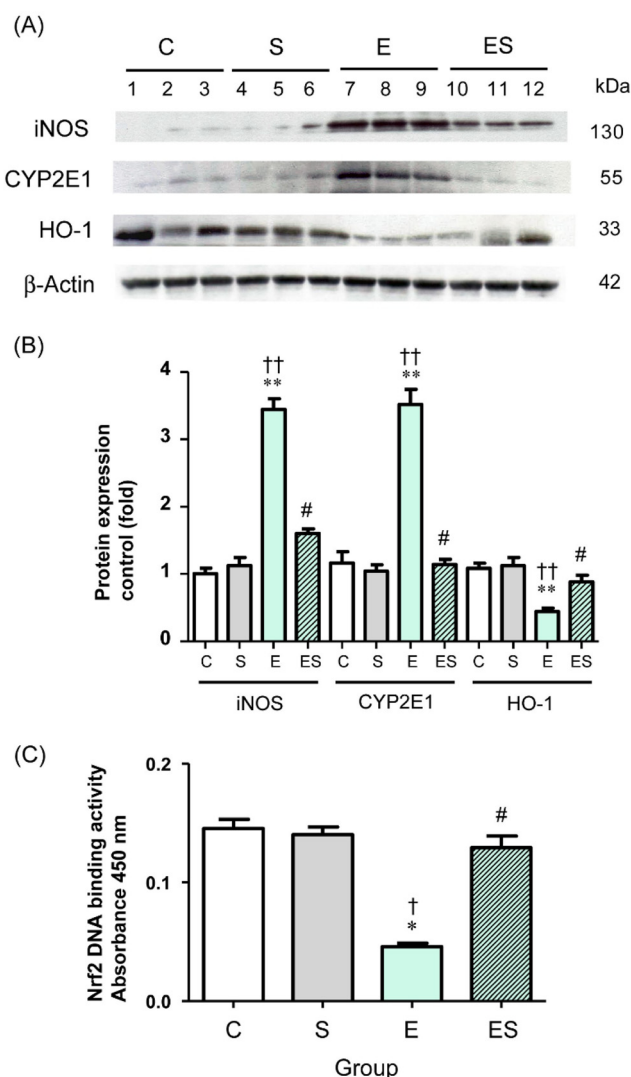 (A)
C S E ES
1 2 3 4 5 6 7 8 9 10 11 12 kDa
iNOS 130
CYP2E1 55
HO-1 33
β-Actin 42
(B)
Protein expression
control (fold)
4
3
2
1
0
†† †† ††
** ** **
# # #
C S E ES C S E ES C S E ES
iNOS CYP2E1 HO-1
(C)
Nrf2 DNA binding activity
Absorbance 450 nm
0.2
0.1
0.0
†
*
#
C S E ES
Group